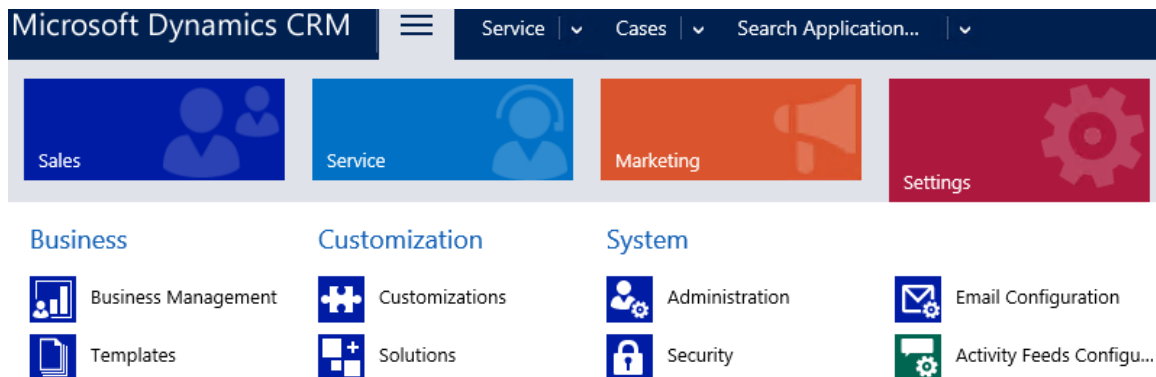 Microsoft Dynamics CRM Service Cases Search Application...
Sales Service Marketing Settings
Business Customization System
Business Management Customizations Administration Email Configuration
Templates Solutions Security Activity Feeds Configu...